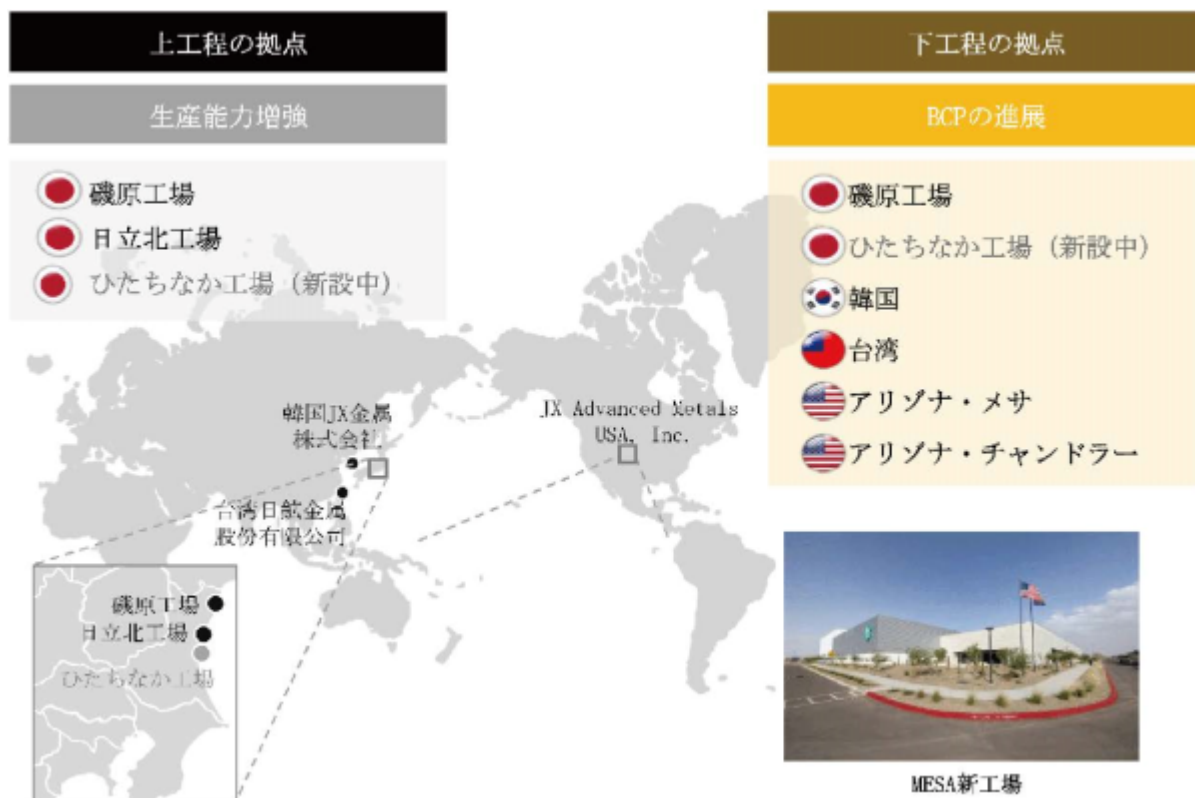 上工程の拠点
生産能力増強
磯原工場
日立北工場
ひたちなか工場（新設中）
下工程の拠点
BCPの進展
磯原工場
ひたちなか工場（新設中）
韓国
台湾
アリゾナ・メサ
アリゾナ・チャンドラー
韓国JX金属
株式会社
台湾日鉱金属
股份有限公司
JX Advanced Metals
USA, Inc.
磯原工場
日立北工場
ひたちなか工場
MESA新工場